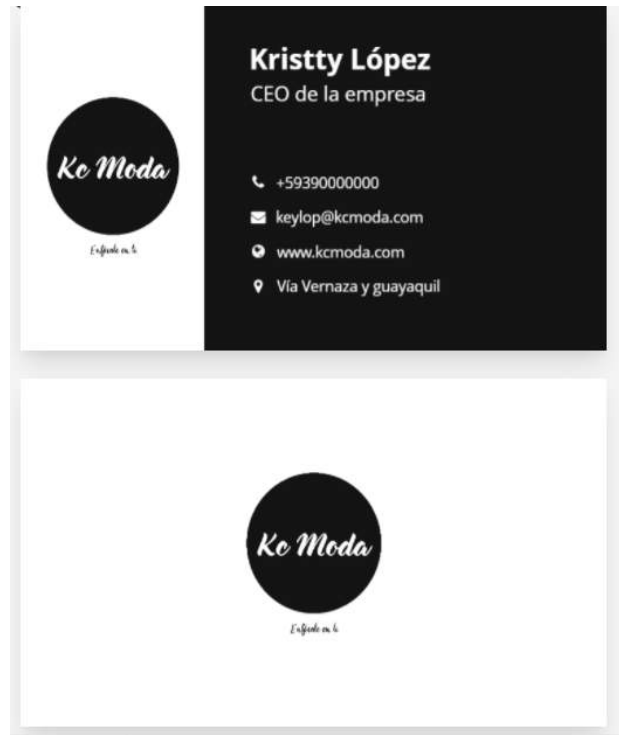 Kristty López
CEO de la empresa
Kc Moda
+59390000000
keylop@kcmoda.com
www.kcmoda.com
Vía Vernaza y guayaquil
Kc Moda